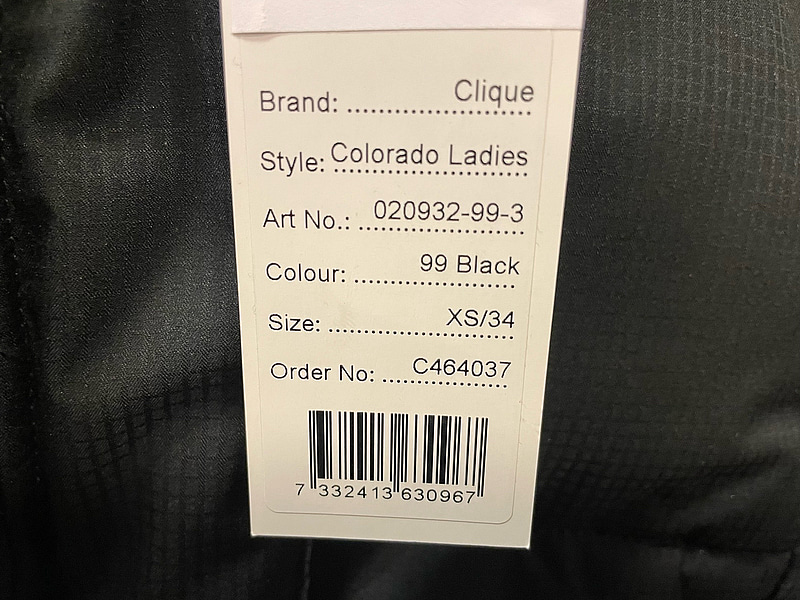 Brand: Clique
Style: Colorado Ladies
Art No.: 020932-99-3
Colour: 99 Black
Size: XS/34
Order No: C464037
7 332413 630967